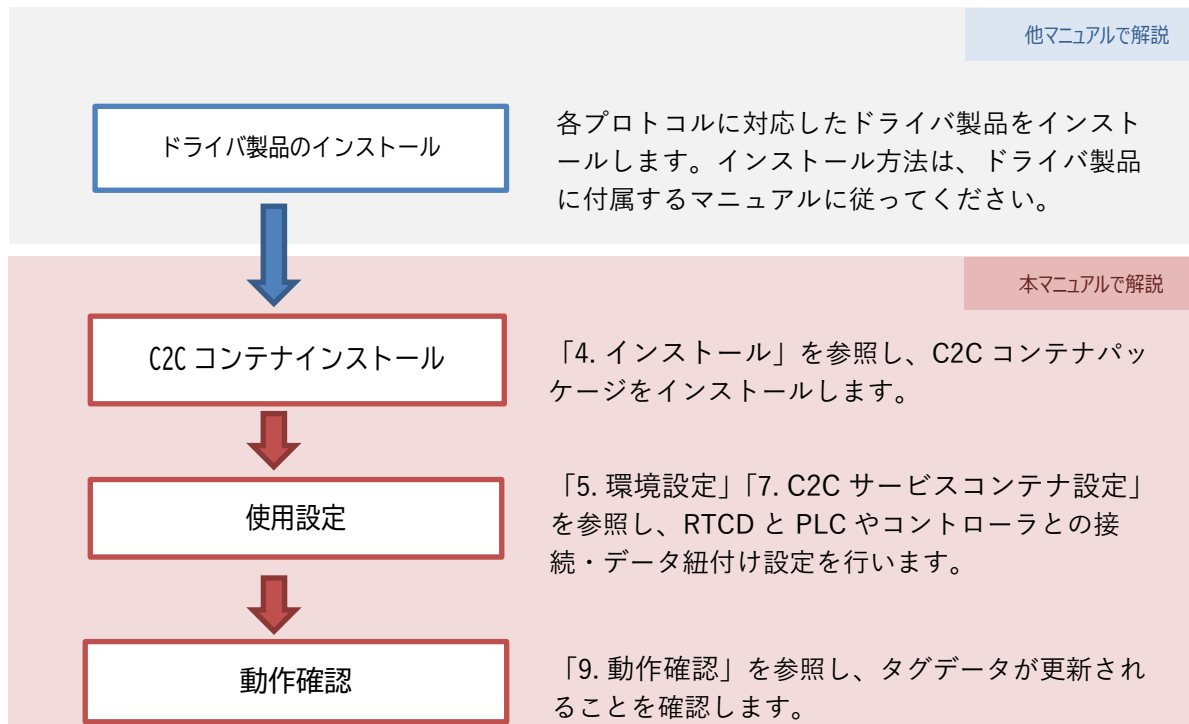 他マニュアルで解説
ドライバ製品のインストール
各プロトコルに対応したドライバ製品をインスト
ールします。インストール方法は、ドライバ製品
に付属するマニュアルに従ってください。
本マニュアルで解説
C2C コンテナインストール
「4. インストール」を参照し、C2C コンテナパッ
ケージをインストールします。
使用設定
「5. 環境設定」「7. C2C サービスコンテナ設定」
を参照し、RTCD と PLC やコントローラとの接
続・データ紐付け設定を行います。
動作確認
「9. 動作確認」を参照し、タグデータが更新され
ることを確認します。